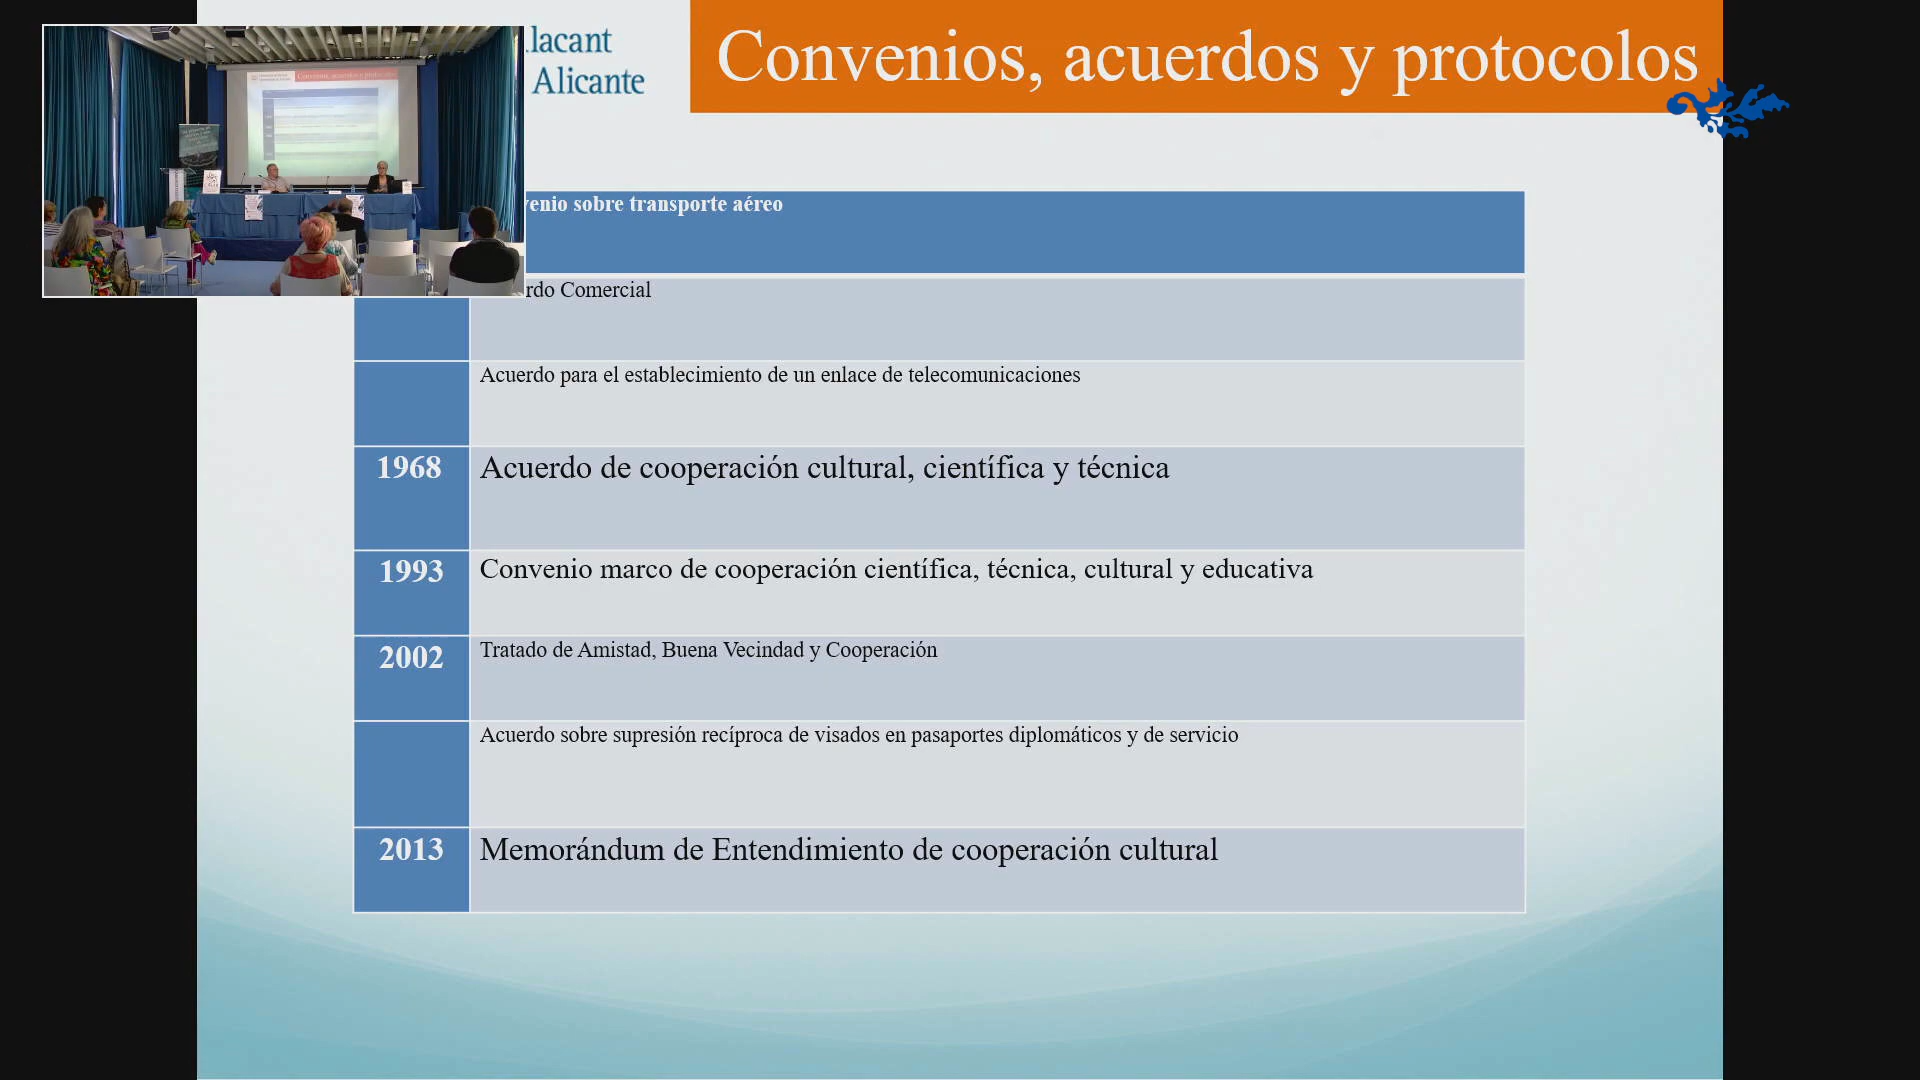 lacant
Alicante
Convenios, acuerdos y protocolos
venio sobre transporte aéreo
rdo Comercial
Acuerdo para el establecimiento de un enlace de telecomunicaciones
1968 Acuerdo de cooperación cultural, científica y técnica
1993 Convenio marco de cooperación científica, técnica, cultural y educativa
2002 Tratado de Amistad, Buena Vecindad y Cooperación
Acuerdo sobre supresión recíproca de visados en pasaportes diplomáticos y de servicio
2013 Memorándum de Entendimiento de cooperación cultural